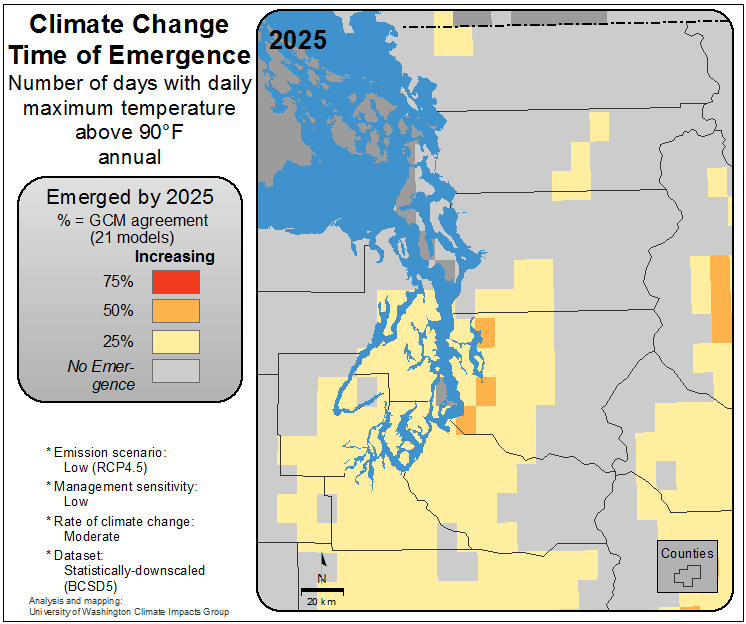 Climate Change
Time of Emergence
Number of days with daily
maximum temperature
above 90°F
annual
Emerged by 2025
% = GCM agreement
(21 models)
Increasing
75%
50%
25%
No Emer-
gence
* Emission scenario:
Low (RCP4.5)
* Management sensitivity:
Low
* Rate of climate change:
Moderate
* Dataset:
Statistically-downscaled
(BCSD5)
Analysis and mapping:
University of Washington Climate Impacts Group
2025
N
20 km
Counties